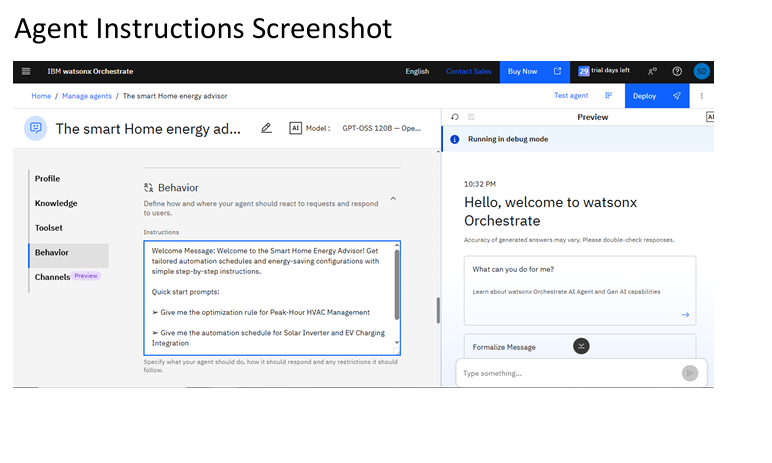 Agent Instructions Screenshot
IBM watsonx Orchestrate
English
Contact Sales
Buy Now
29 trial days left
Home / Manage agents / The smart Home energy advisor
Test agent
Deploy
The smart Home energy ad...
AI Model :
GPT-OSS 120B — Ope...
Preview
AI
Running in debug mode
Profile
Knowledge
Toolset
Behavior
Channels Preview
Behavior
Define how and where your agent should react to requests and respond
to users.
Instructions
Welcome Message: Welcome to the Smart Home Energy Advisor! Get
tailored automation schedules and energy-saving configurations with
simple step-by-step instructions.
Quick start prompts:
➢ Give me the optimization rule for Peak-Hour HVAC Management
➢ Give me the automation schedule for Solar Inverter and EV Charging
Integration
Specify what your agent should do, how it should respond and any restrictions it should
follow.
10:32 PM
Hello, welcome to watsonx
Orchestrate
Accuracy of generated answers may vary. Please double-check responses.
What can you do for me?
Learn about watsonx Orchestrate AI Agent and Gen AI capabilities
Formalize Message
Type something...